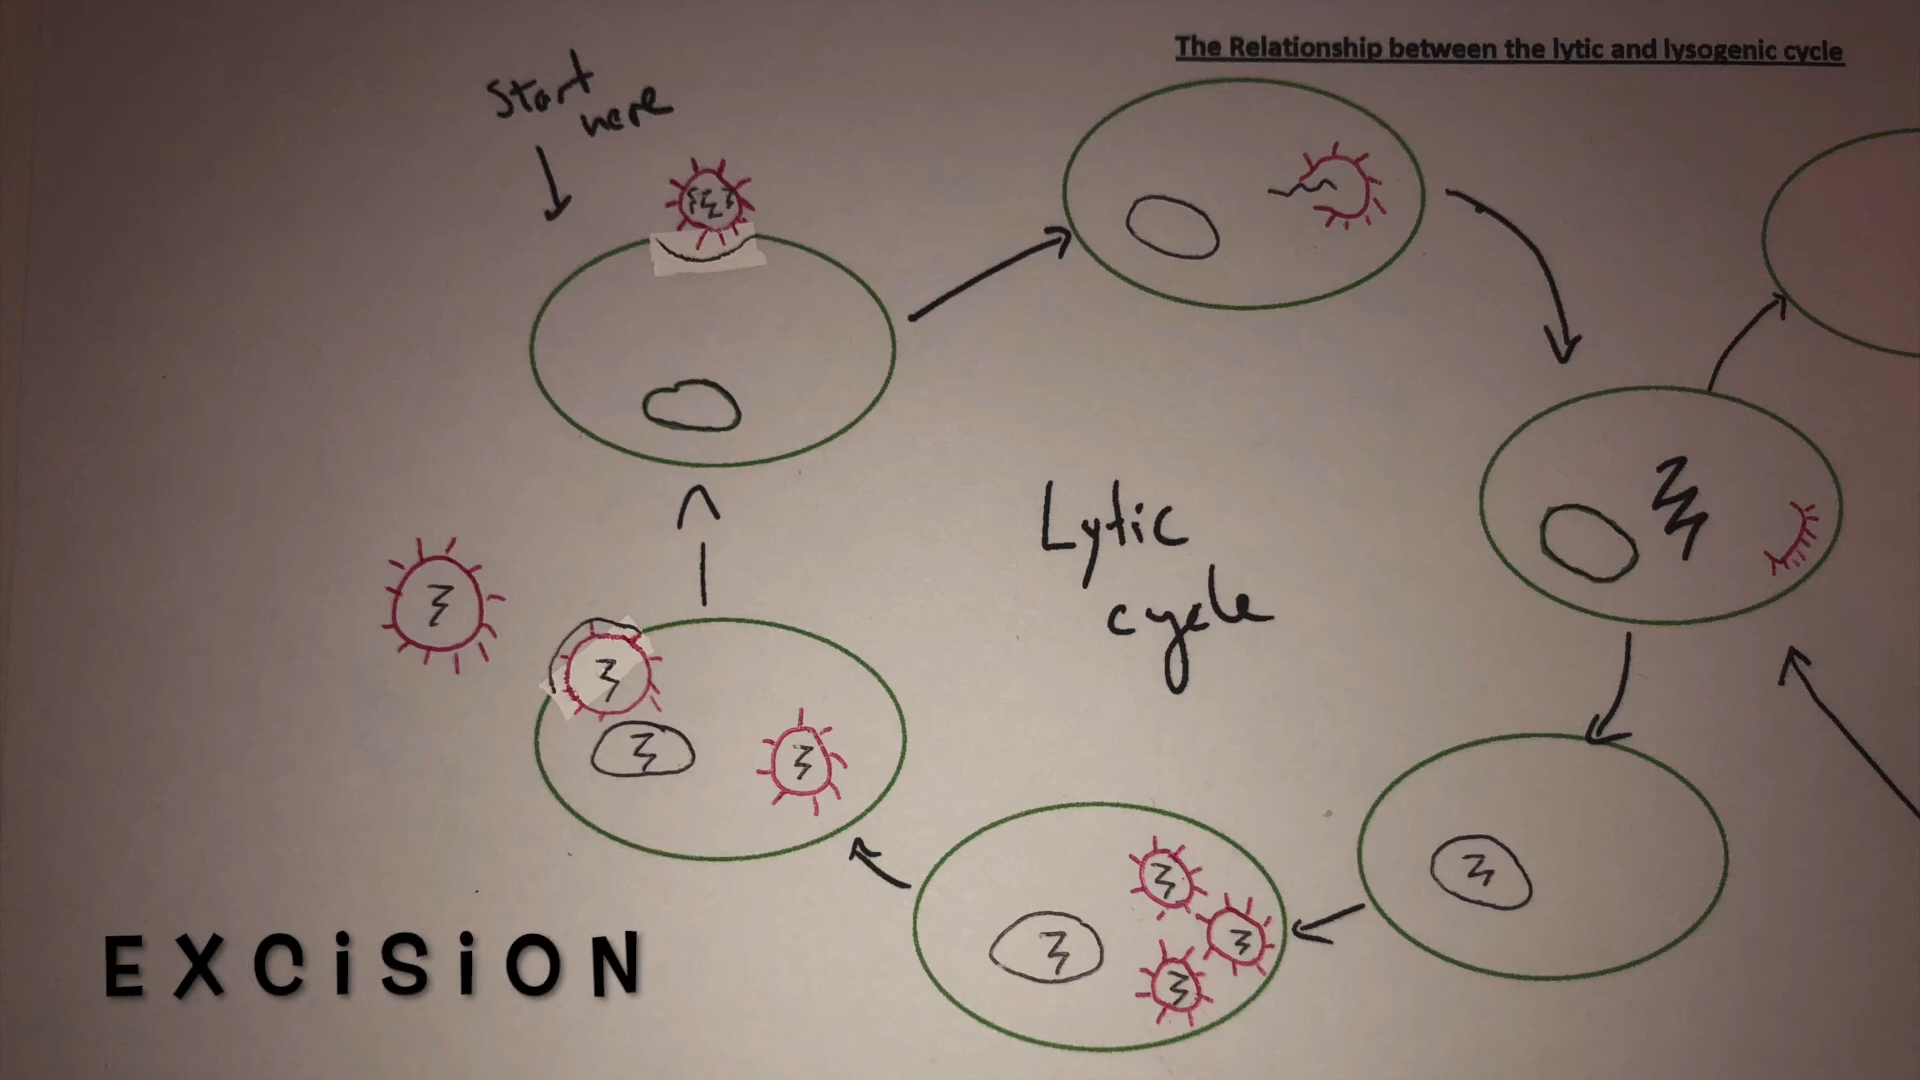 The Relationship between the lytic and lysogenic cycle
Start
here
Lytic
cycle
EXCiSiON